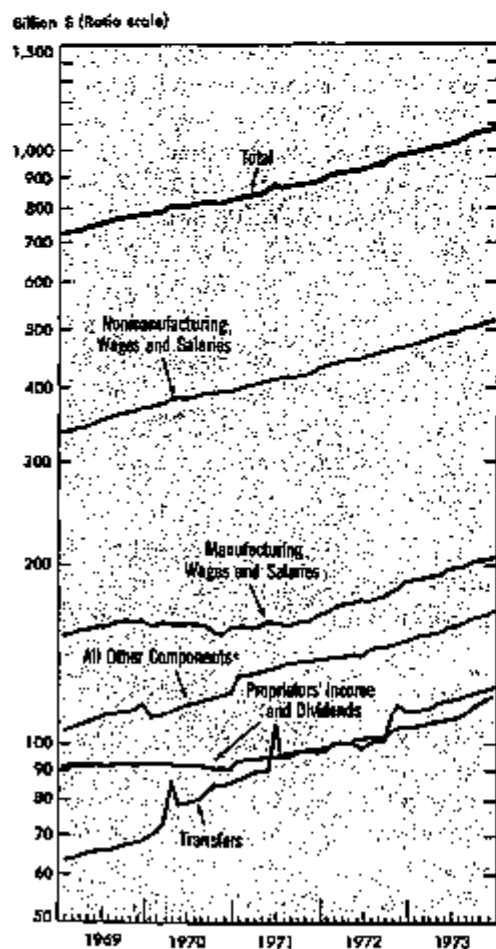 Billion $ (Ratio scale)
1,300
1,000
900
800
700
600
500
400
300
200
100
90
80
70
60
50
Total
Nonmanufacturing,
Wages and Salaries
Manufacturing,
Wages and Salaries
All Other Components*
Proprietors' Income
and Dividends
Transfers
1969 1970 1971 1972 1973